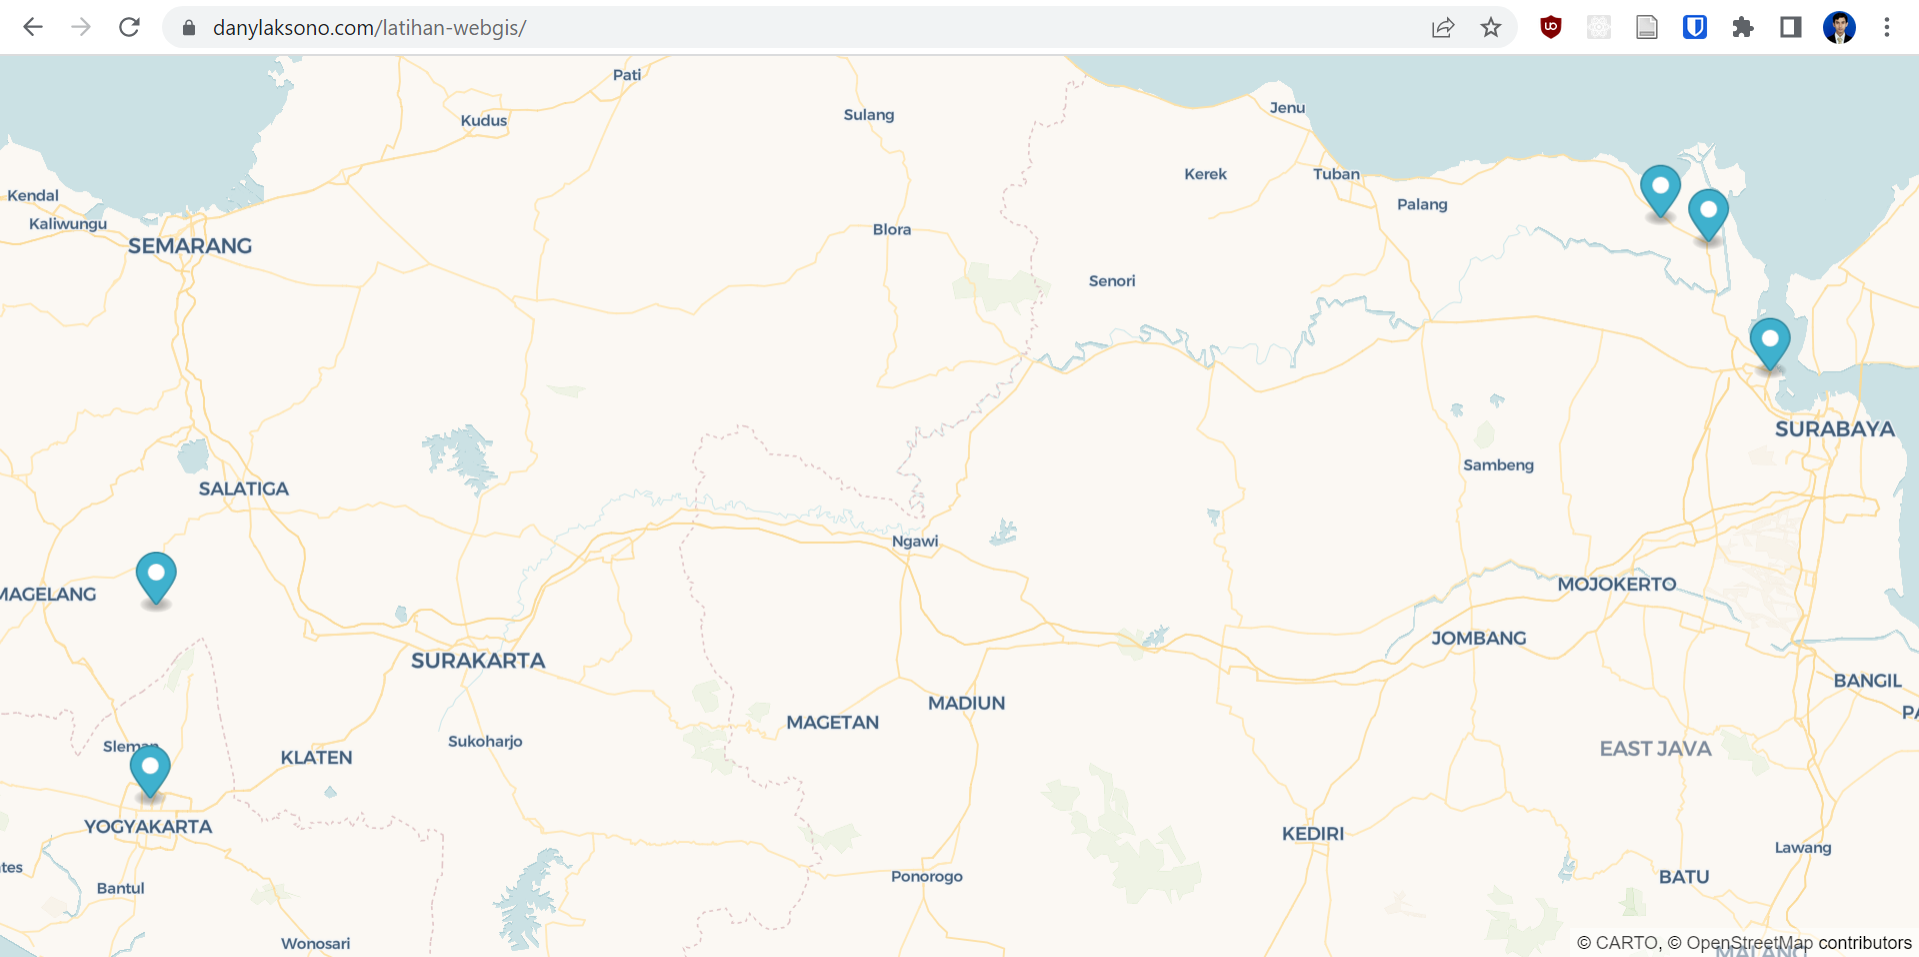 danylaksono.com/latihan-webgis/
Pati
Kudus
Sulang
Jenu
Kerek
Tuban
Kendal
Palang
Kaliwungu
Blora
SEMARANG
Senori
SURABAYA
Sambeng
SALATIGA
Ngawi
MAGELANG
MOJOKERTO
JOMBANG
SURAKARTA
BANGIL
MADIUN
PA
MAGETAN
Sukoharjo
Sleman
EAST JAVA
KLATEN
YOGYAKARTA
KEDIRI
Lawang
tes
Ponorogo
BATU
Bantul
Wonosari
© CARTO, © OpenStreetMap contributors
MALANG